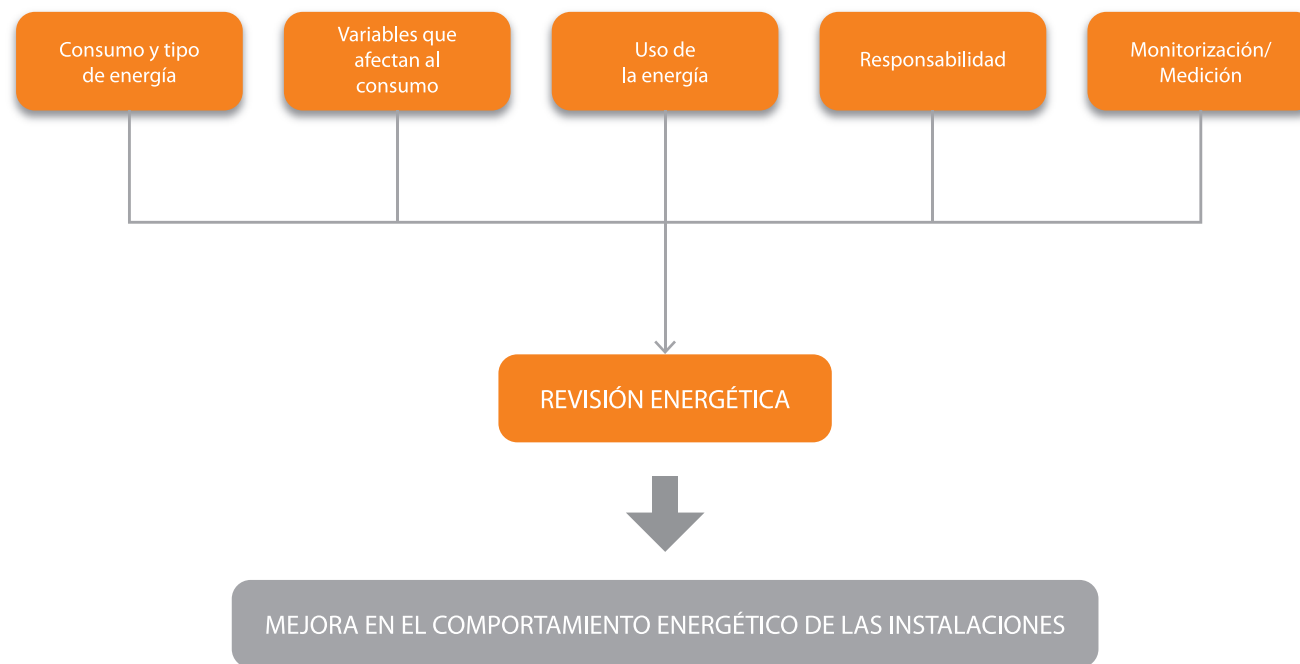 Consumo y tipo
de energía
Variables que
afectan al
consumo
Uso de
la energía
Responsabilidad
Monitorización/
Medición
REVISIÓN ENERGÉTICA
MEJORA EN EL COMPORTAMIENTO ENERGÉTICO DE LAS INSTALACIONES